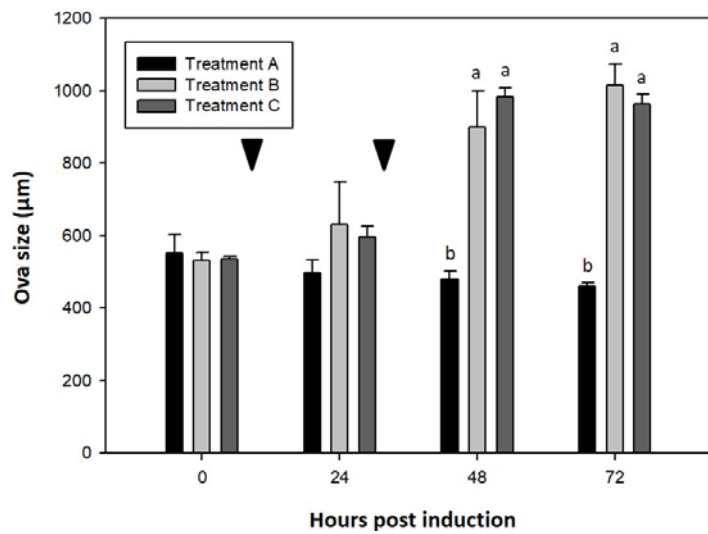 1200
1000
800
600
400
200
0
Ova size (µm)
Treatment A
Treatment B
Treatment C
a a
b
a
a
b
0 24 48 72
Hours post induction